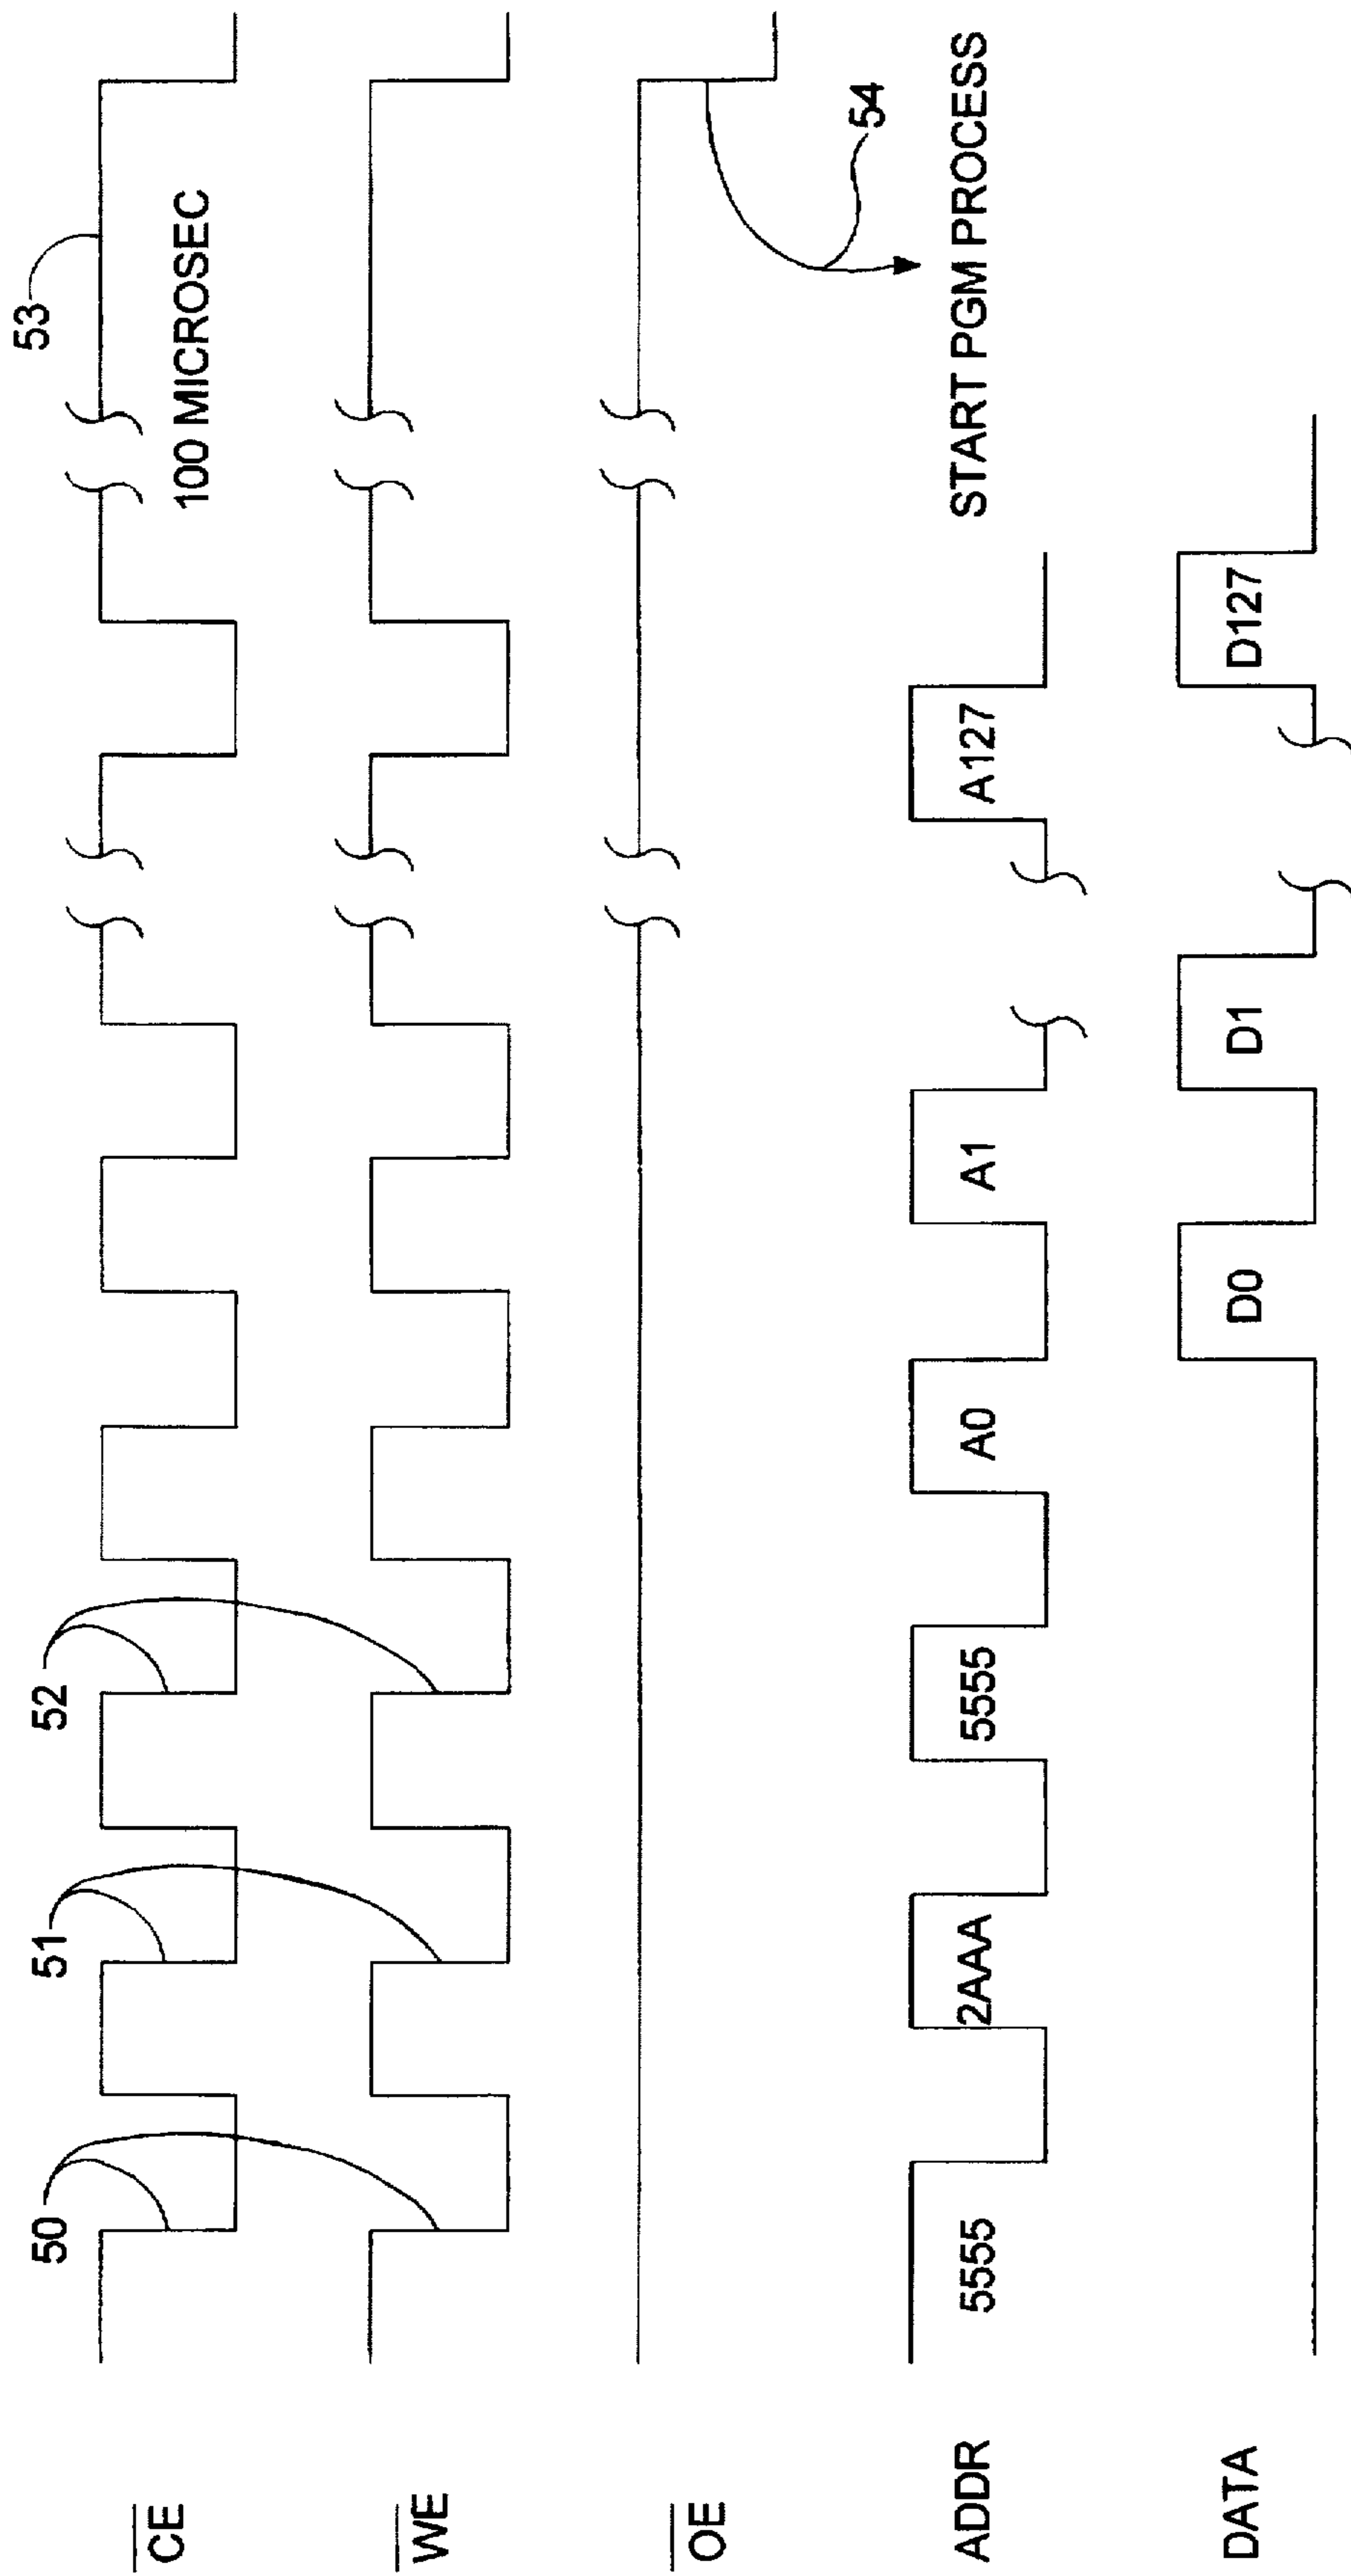 50
51
52
53
CE
100 MICROSEC
WE
OE
54
START PGM PROCESS
ADDR
5555
2AAA
5555
A0
A1
A127
DATA
D0
D1
D127